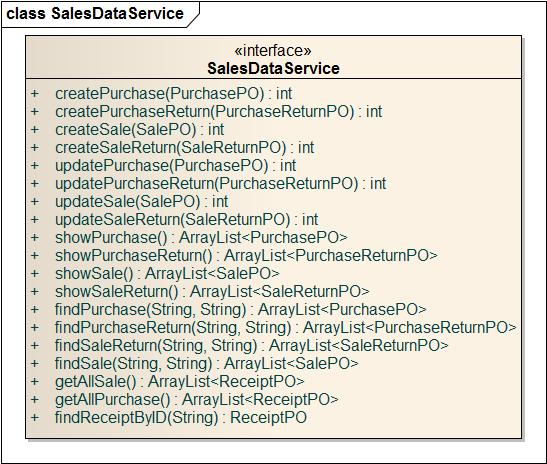 class SalesDataService
«interface»
SalesDataService
+ createPurchase(PurchasePO) : int
+ createPurchaseReturn(PurchaseReturnPO) : int
+ createSale(SalePO) : int
+ createSaleReturn(SaleReturnPO) : int
+ updatePurchase(PurchasePO) : int
+ updatePurchaseReturn(PurchaseReturnPO) : int
+ updateSale(SalePO) : int
+ updateSaleReturn(SaleReturnPO) : int
+ showPurchase() : ArrayList<PurchasePO>
+ showPurchaseReturn() : ArrayList<PurchaseReturnPO>
+ showSale() : ArrayList<SalePO>
+ showSaleReturn() : ArrayList<SaleReturnPO>
+ findPurchase(String, String) : ArrayList<PurchasePO>
+ findPurchaseReturn(String, String) : ArrayList<PurchaseReturnPO>
+ findSaleReturn(String, String) : ArrayList<SaleReturnPO>
+ findSale(String, String) : ArrayList<SalePO>
+ getAllSale() : ArrayList<ReceiptPO>
+ getAllPurchase() : ArrayList<ReceiptPO>
+ findReceiptByID(String) : ReceiptPO